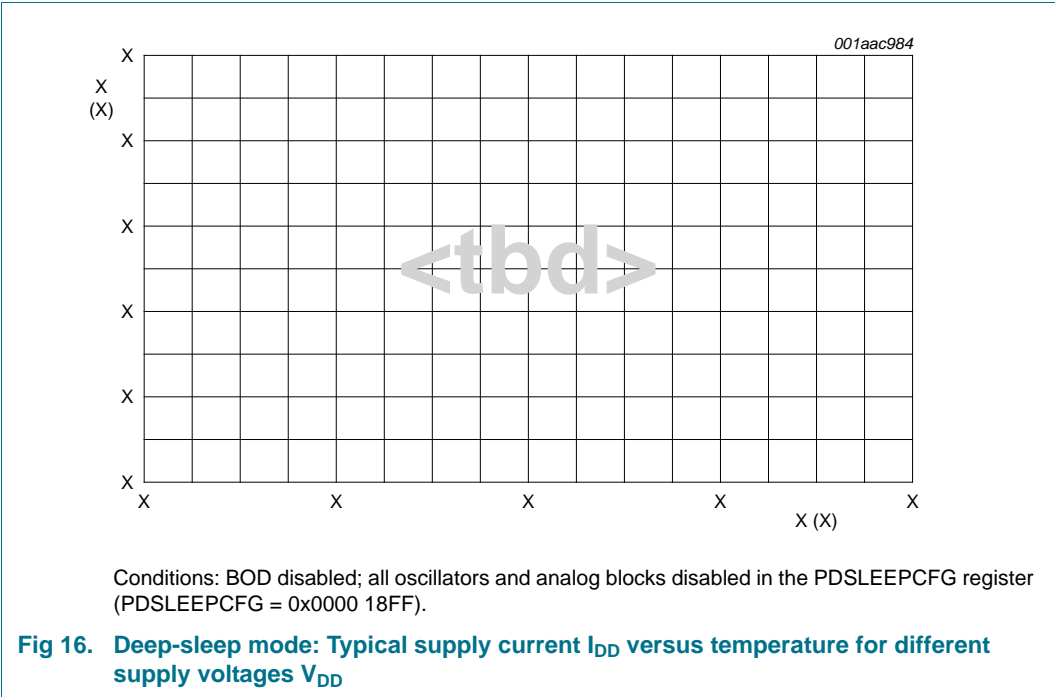 001aac984
X
X
(X)
X
X
<tbd>
X
X
X
X
X
X
X
X
X (X)
Conditions: BOD disabled; all oscillators and analog blocks disabled in the PDSLEEPCFG register
(PDSLEEPCFG = 0x0000 18FF).
Fig 16. Deep-sleep mode: Typical supply current IDD versus temperature for different
supply voltages VDD